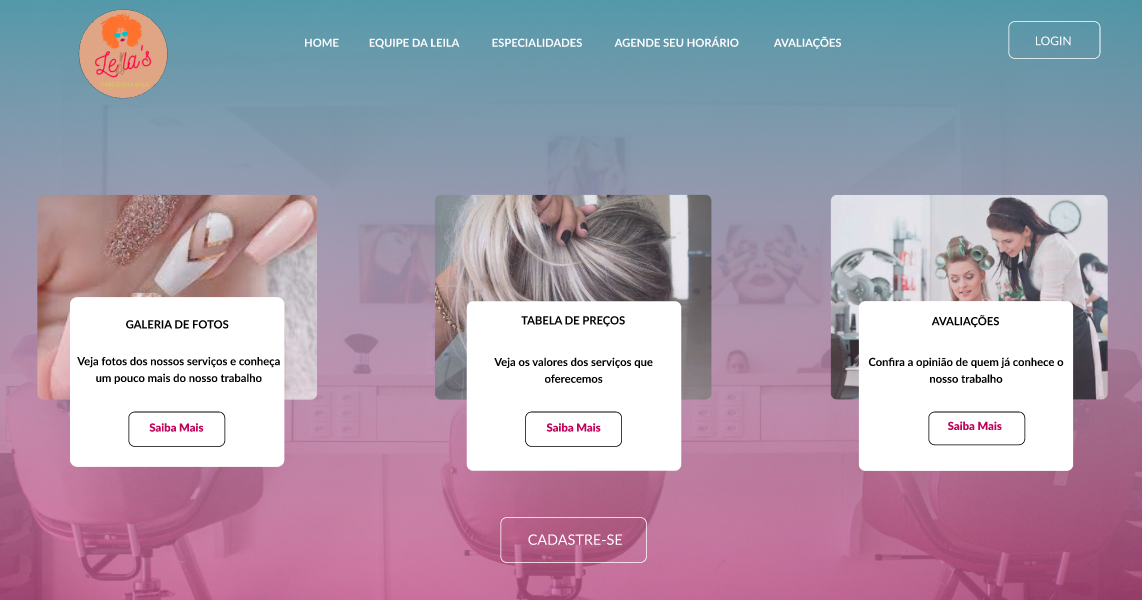 Leila's
HOME
EQUIPE DA LEILA
ESPECIALIDADES
AGENDE SEU HORÁRIO
AVALIAÇÕES
LOGIN
GALERIA DE FOTOS
Veja fotos dos nossos serviços e conheça
um pouco mais do nosso trabalho
Saiba Mais
TABELA DE PREÇOS
Veja os valores dos serviços que
oferecemos
Saiba Mais
AVALIAÇÕES
Confira a opinião de quem já conhece o
nosso trabalho
Saiba Mais
CADASTRE-SE